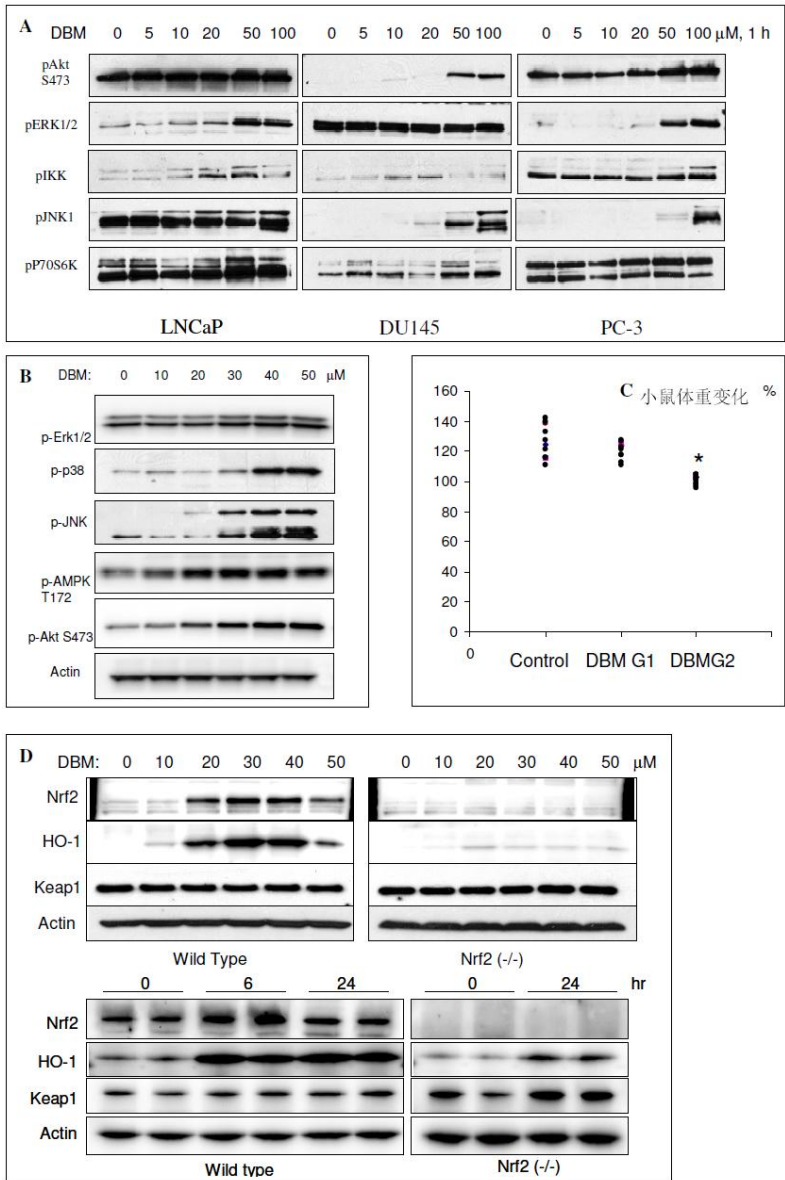 A
DBM 0 5 10 20 50 100 0 5 10 20 50 100 0 5 10 20 50 100 μM, 1 h
pAkt
S473
pERK1/2
pIKK
pJNK1
pP70S6K
LNCaP DU145 PC-3
B DBM: 0 10 20 30 40 50 μM
p-Erk1/2
p-p38
p-JNK
p-AMPK
T172
p-Akt S473
Actin
C 小鼠体重变化 %
160
140
120
100
80
60
40
20
0
*
0
Control DBM G1 DBMG2
D DBM: 0 10 20 30 40 50 0 10 20 30 40 50 μM
Nrf2
HO-1
Keap1
Actin
Wild Type Nrf2 (-/-)
0 6 24 0 24 hr
Nrf2
HO-1
Keap1
Actin
Wild type Nrf2 (-/-)